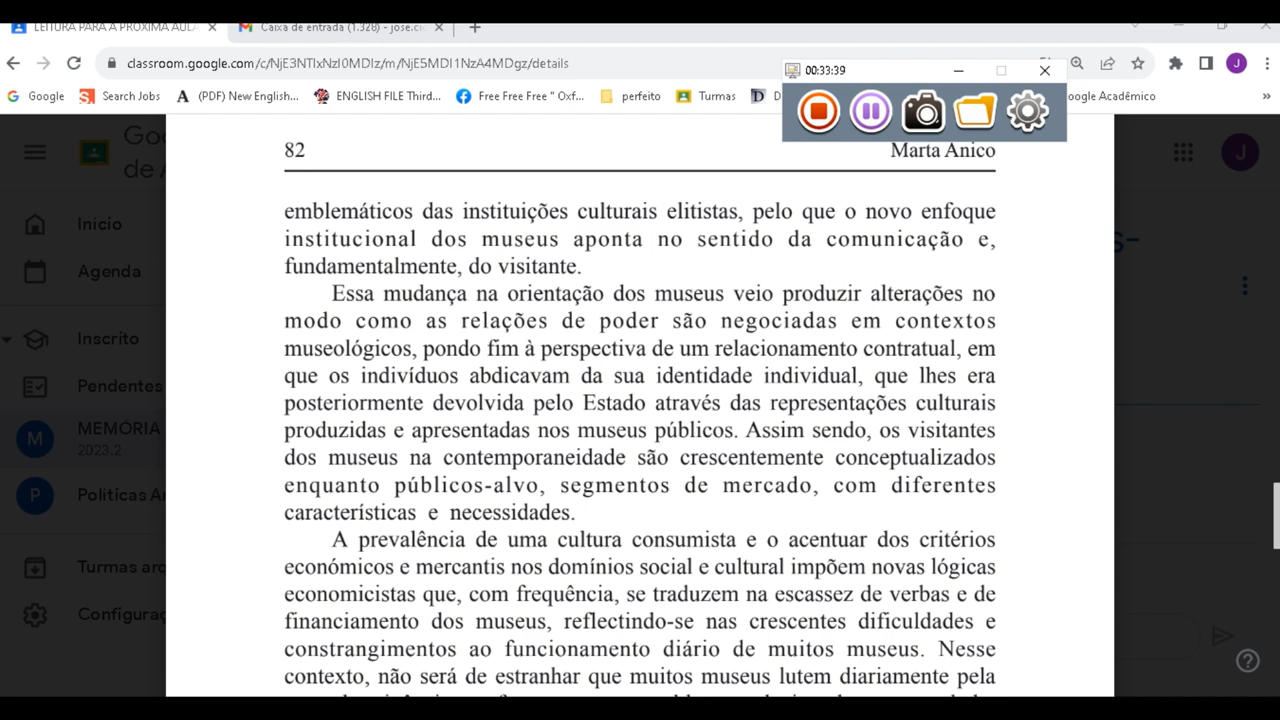 LEITURA PARA A PRÓXIMA AULA
Caixa de entrada (1.328) - jose.cle
classroom.google.com/c/NjE3NTIxNzI0MDIz/m/NjE5MDI1NzA4MDgz/details
00:33:39
Google
Search Jobs
(PDF) New English...
ENGLISH FILE Third...
Free Free Free " Oxf...
perfeito
Turmas
oogle Acadêmico
J
Goo
de A
J
Início
Agenda
Inscrito
Pendentes
M
MEMÓRIA
2023.2
P
Políticas
Turmas
s-
82
Marta Anico
emblemáticos das instituições culturais elitistas, pelo que o novo enfoque
institucional dos museus aponta no sentido da comunicação e,
fundamentalmente, do visitante.
Essa mudança na orientação dos museus veio produzir alterações no
modo como as relações de poder são negociadas em contextos
museológicos, pondo fim à perspectiva de um relacionamento contratual, em
que os indivíduos abdicavam da sua identidade individual, que lhes era
posteriormente devolvida pelo Estado através das representações culturais
produzidas e apresentadas nos museus públicos. Assim sendo, os visitantes
dos museus na contemporaneidade são crescentemente conceptualizados
enquanto públicos-alvo, segmentos de mercado, com diferentes
características e necessidades.
A prevalência de uma cultura consumista e o acentuar dos critérios
económicos e mercantis nos domínios social e cultural impõem novas lógicas
economicistas que, com frequência, se traduzem na escassez de verbas e de
financiamento dos museus, reflectindo-se nas crescentes dificuldades e
constrangimentos ao funcionamento diário de muitos museus. Nesse
contexto, não será de estranhar que muitos museus lutem diariamente pela